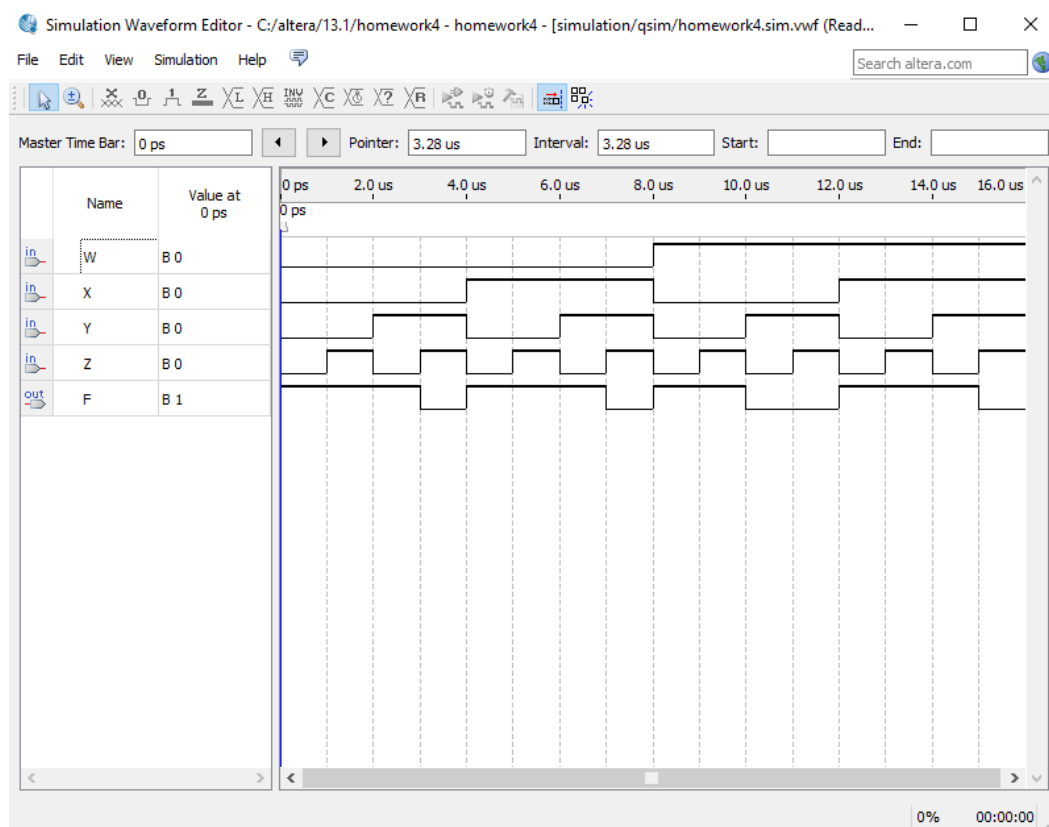 Simulation Waveform Editor - C:/altera/13.1/homework4 - homework4 - [simulation/qsim/homework4.sim.vwf (Read...
File Edit View Simulation Help
Search altera.com
Master Time Bar: 0 ps Pointer: 3.28 us Interval: 3.28 us Start: End:
Name Value at 0 ps
0 ps 2.0 us 4.0 us 6.0 us 8.0 us 10.0 us 12.0 us 14.0 us 16.0 us
0 ps
in W B 0
in X B 0
in Y B 0
in Z B 0
out F B 1
0% 00:00:00